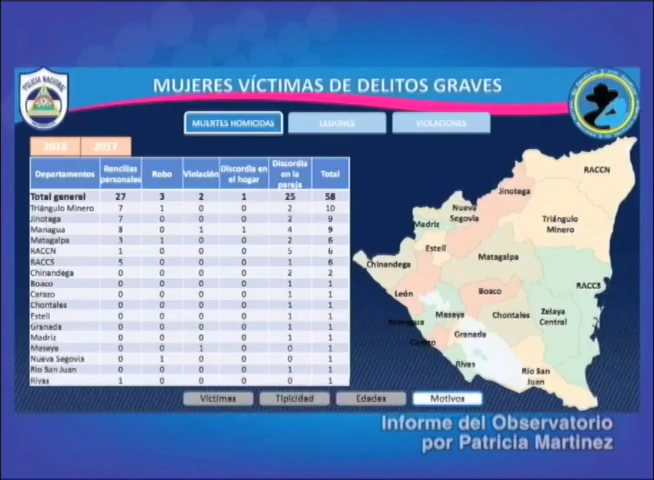 POLICIA NACIONAL
MUJERES VÍCTIMAS DE DELITOS GRAVES
MUERTES HOMICIDAS LESIONES VIOLACIONES
2016 2017
Departamentos Rencillas personales Robo Violación Discordia en el hogar Discordia en la pareja Total
Total general 27 3 2 1 25 58
Triángulo Minero 7 1 0 0 2 10
Jinotega 7 0 0 0 2 9
Managua 3 0 1 1 4 9
Matagalpa 3 1 0 0 2 6
RACCN 1 0 0 0 5 6
RACCS 5 0 0 0 1 6
Chinandega 0 0 0 0 2 2
Boaco 0 0 0 0 1 1
Carazo 0 0 0 0 1 1
Chontales 0 0 0 0 1 1
Estelí 0 0 0 0 1 1
Granada 0 0 0 0 1 1
Madriz 0 0 0 0 1 1
Masaya 0 0 1 0 0 1
Nueva Segovia 0 1 0 0 0 1
Rio San Juan 0 0 0 0 1 1
Rivas 1 0 0 0 0 1
RACCN
Jinotega
Nueva
Segovia
Madriz
Triángulo
Minero
Estelí
Matagalpa
Chinandega
León
Boaco
RACCS
Masaya
Chontales
Zelaya
Central
Managua
Granada
Carazo
Rivas
Rio San
Juan
Víctimas Tipicidad Edades Motivos
Informe del Observatorio
por Patricia Martinez